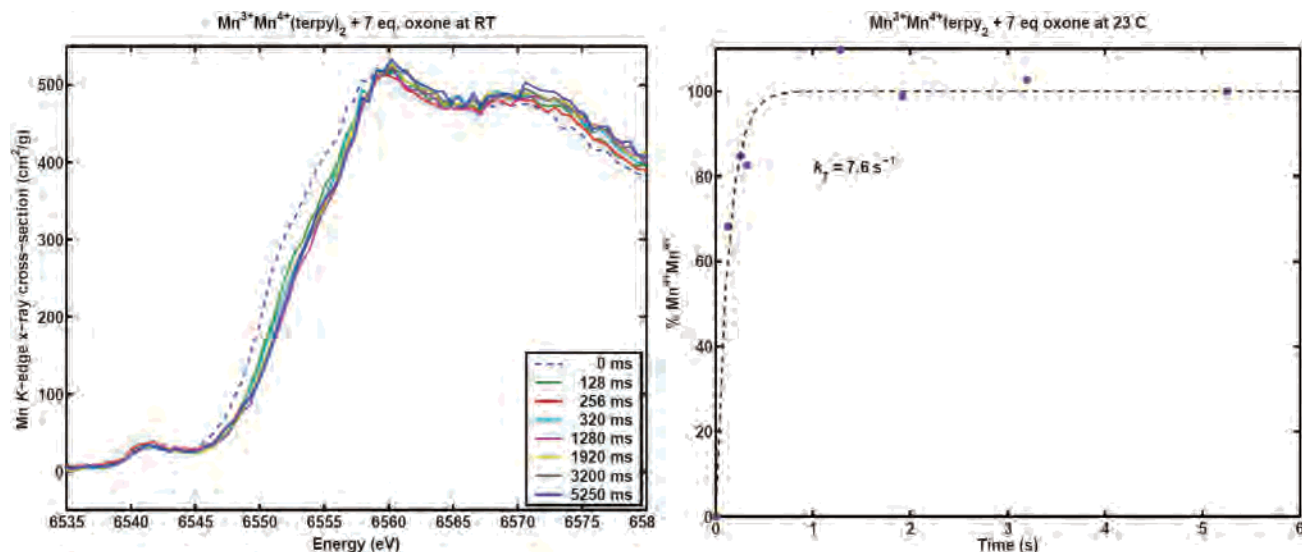 Mn³⁺Mn⁴⁺(terpy)₂ + 7 eq. oxone at RT
Mn K-edge x-ray cross-section (cm²/g)
500
400
300
200
100
0
0 ms
128 ms
256 ms
320 ms
1280 ms
1920 ms
3200 ms
5250 ms
6535 6540 6545 6550 6555 6560 6565 6570 6575 658
Energy (eV)
Mn³⁺Mn⁴⁺terpy₂ + 7 eq oxone at 23 C
100
80
60
40
20
0
k_T = 7.6 s⁻¹
0 1 2 3 4 5 6
Time (s)